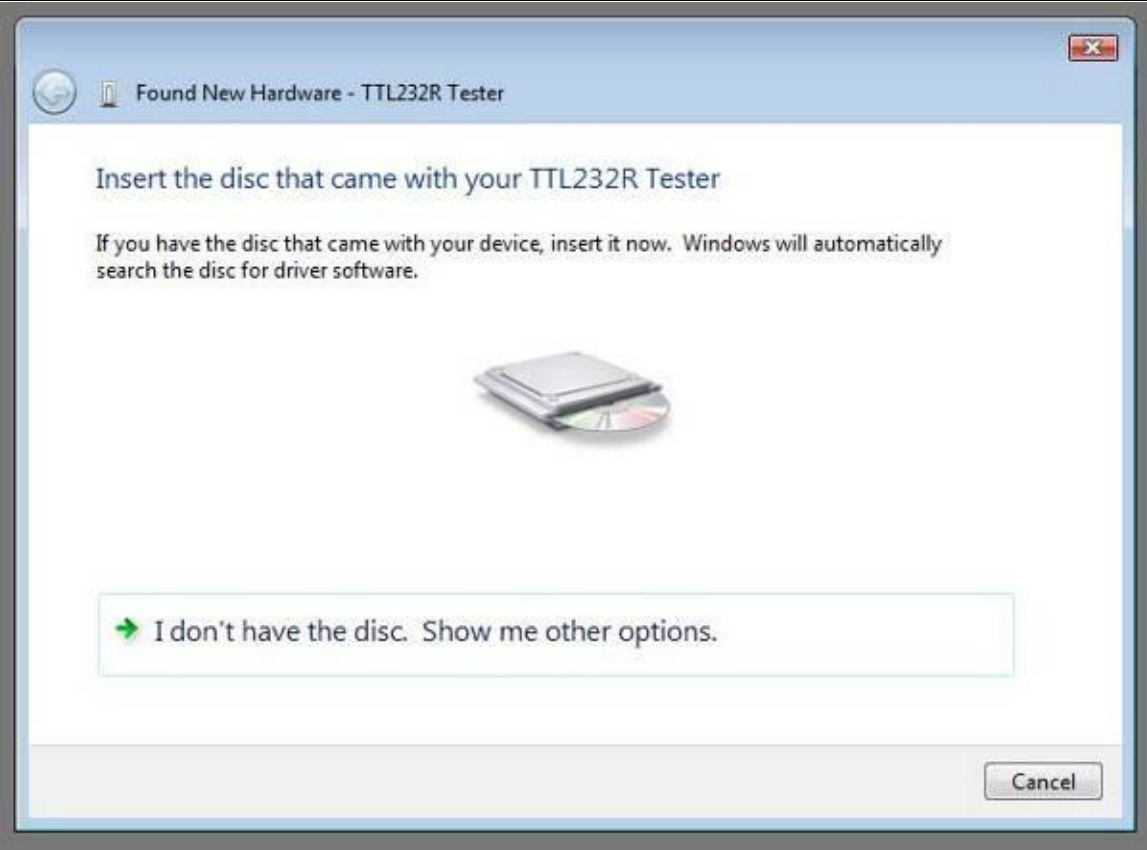 Found New Hardware - TTL232R Tester
Insert the disc that came with your TTL232R Tester
If you have the disc that came with your device, insert it now.  Windows will automatically
search the disc for driver software.
I don't have the disc.  Show me other options.
Cancel